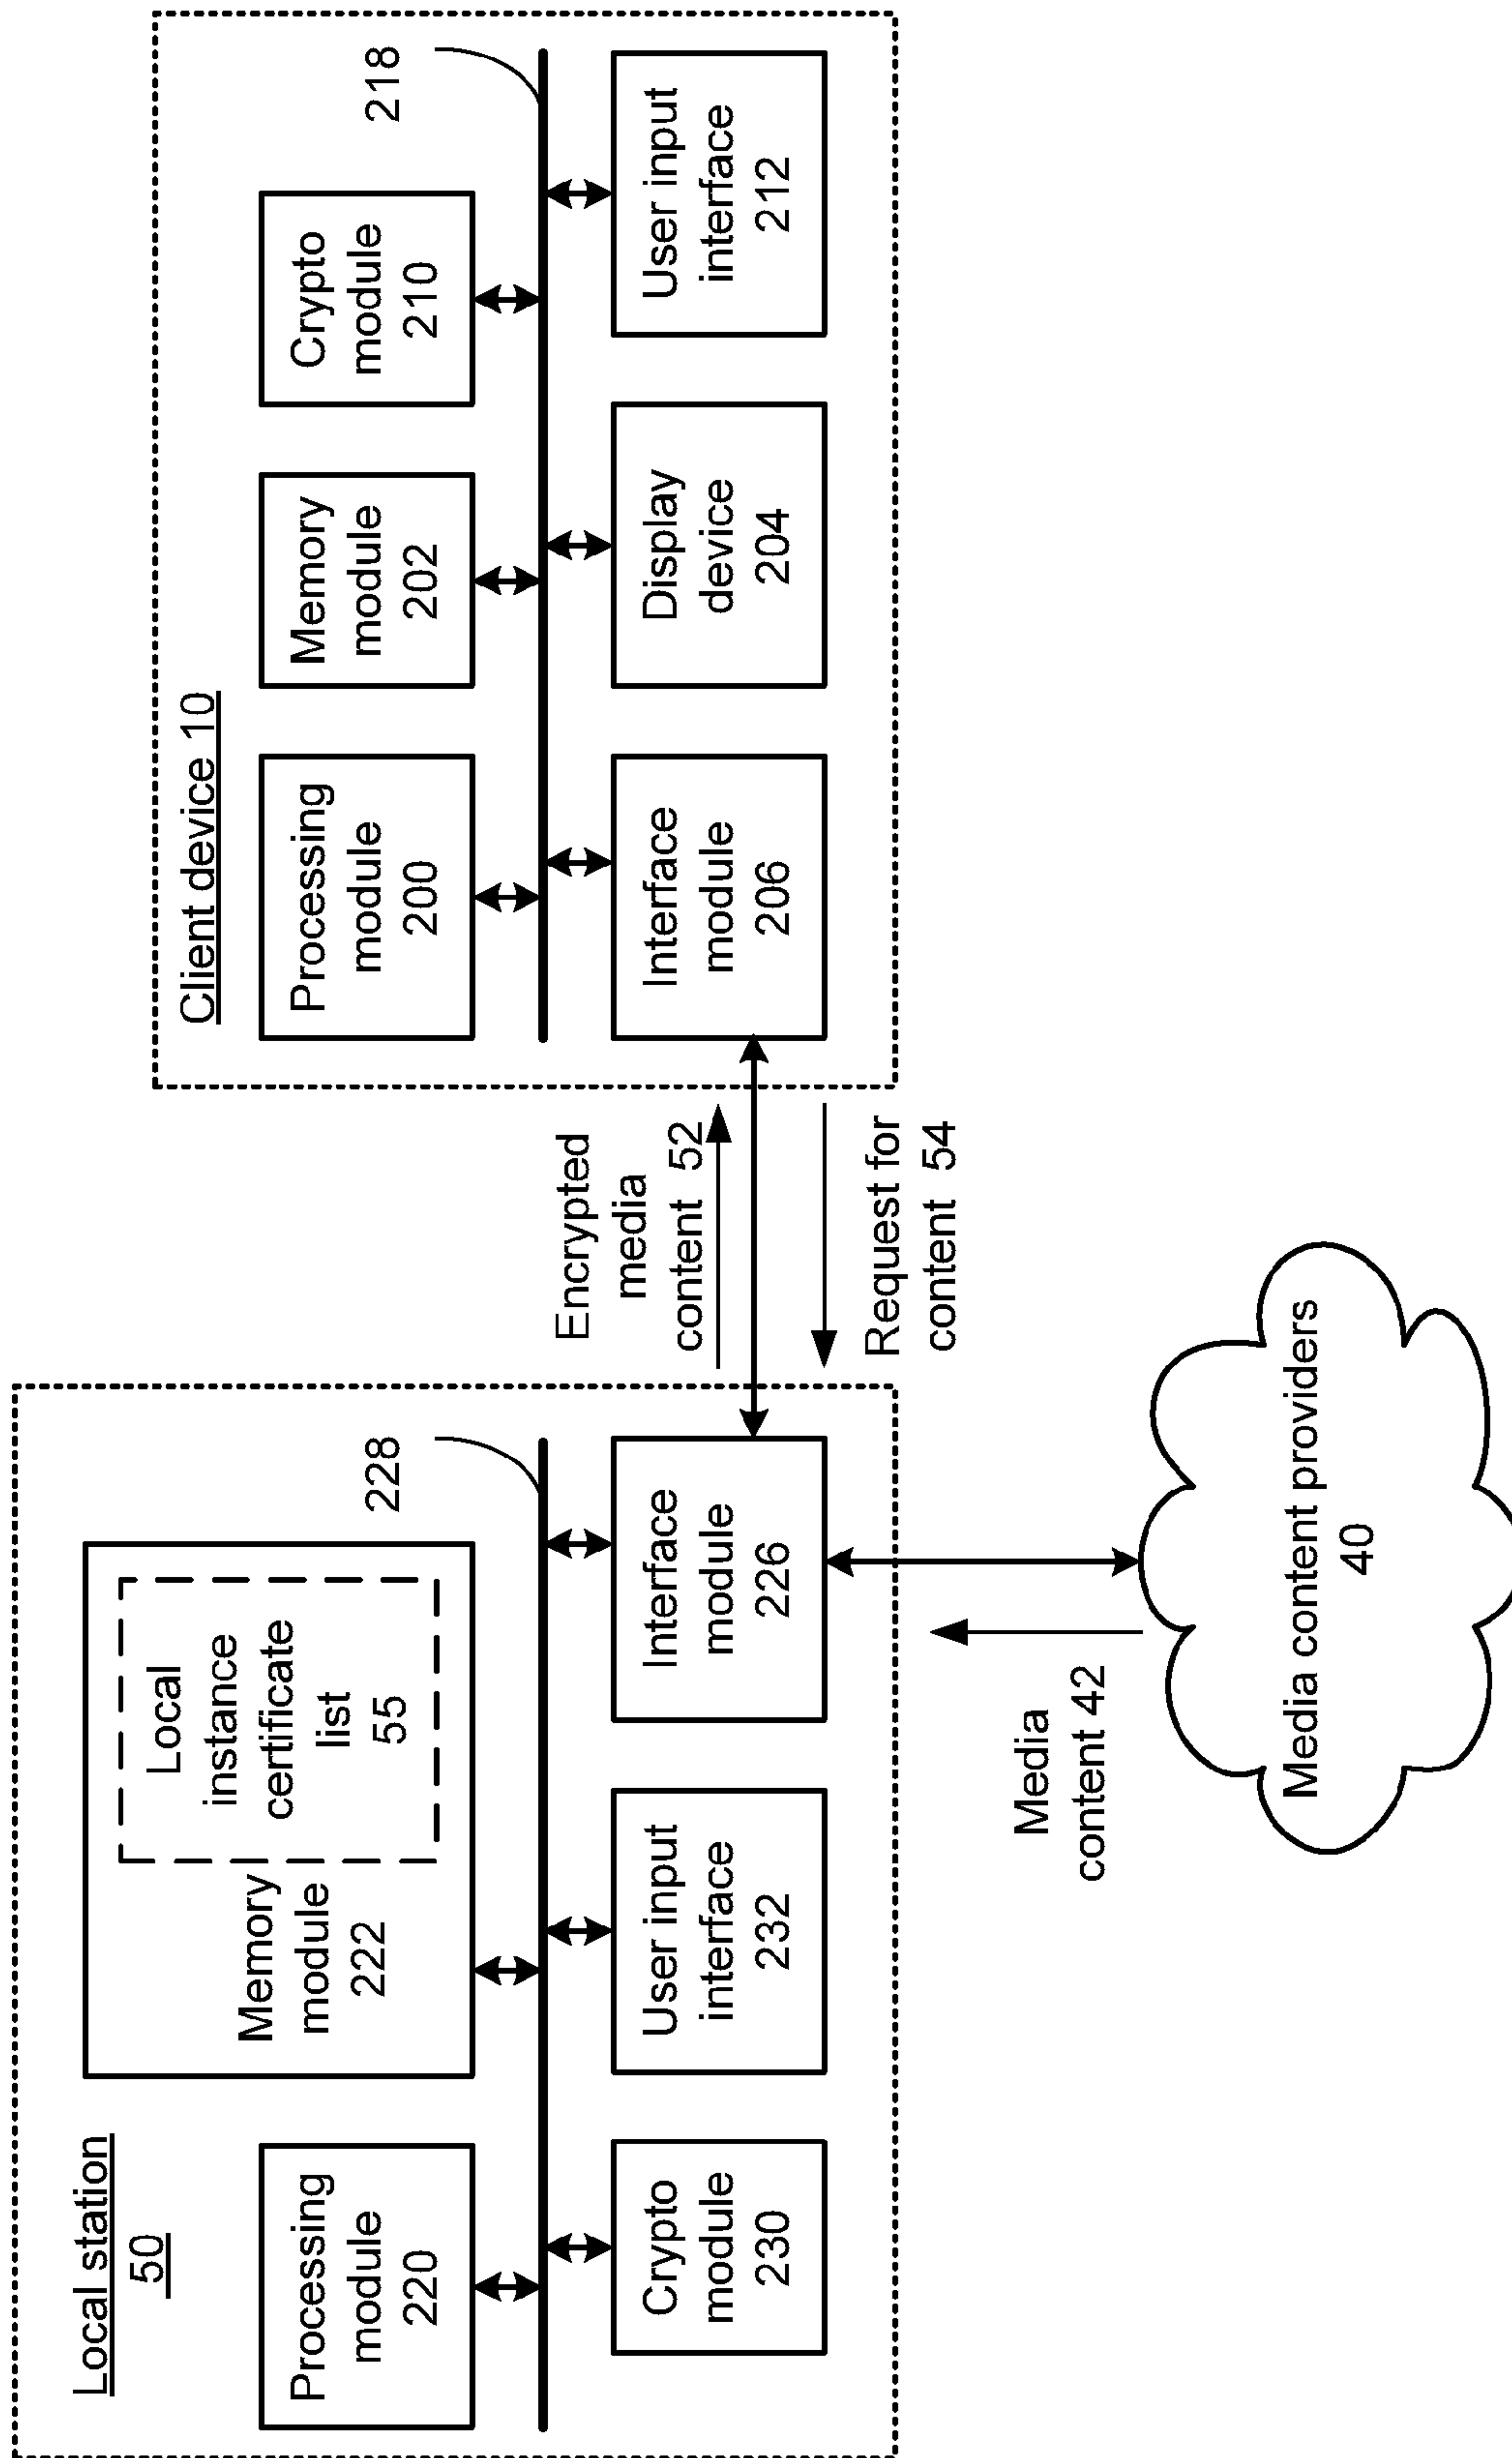 Local station
50
Processing
module
220
Memory
module
222
Local
instance
certificate
list
55
228
Crypto
module
230
User input
interface
232
Interface
module
226
Encrypted
media
content 52
Request for
content 54
Media
content 42
Media content providers
40
Client device 10
Processing
module
200
Memory
module
202
Crypto
module
210
218
Interface
module
206
Display
device
204
User input
interface
212